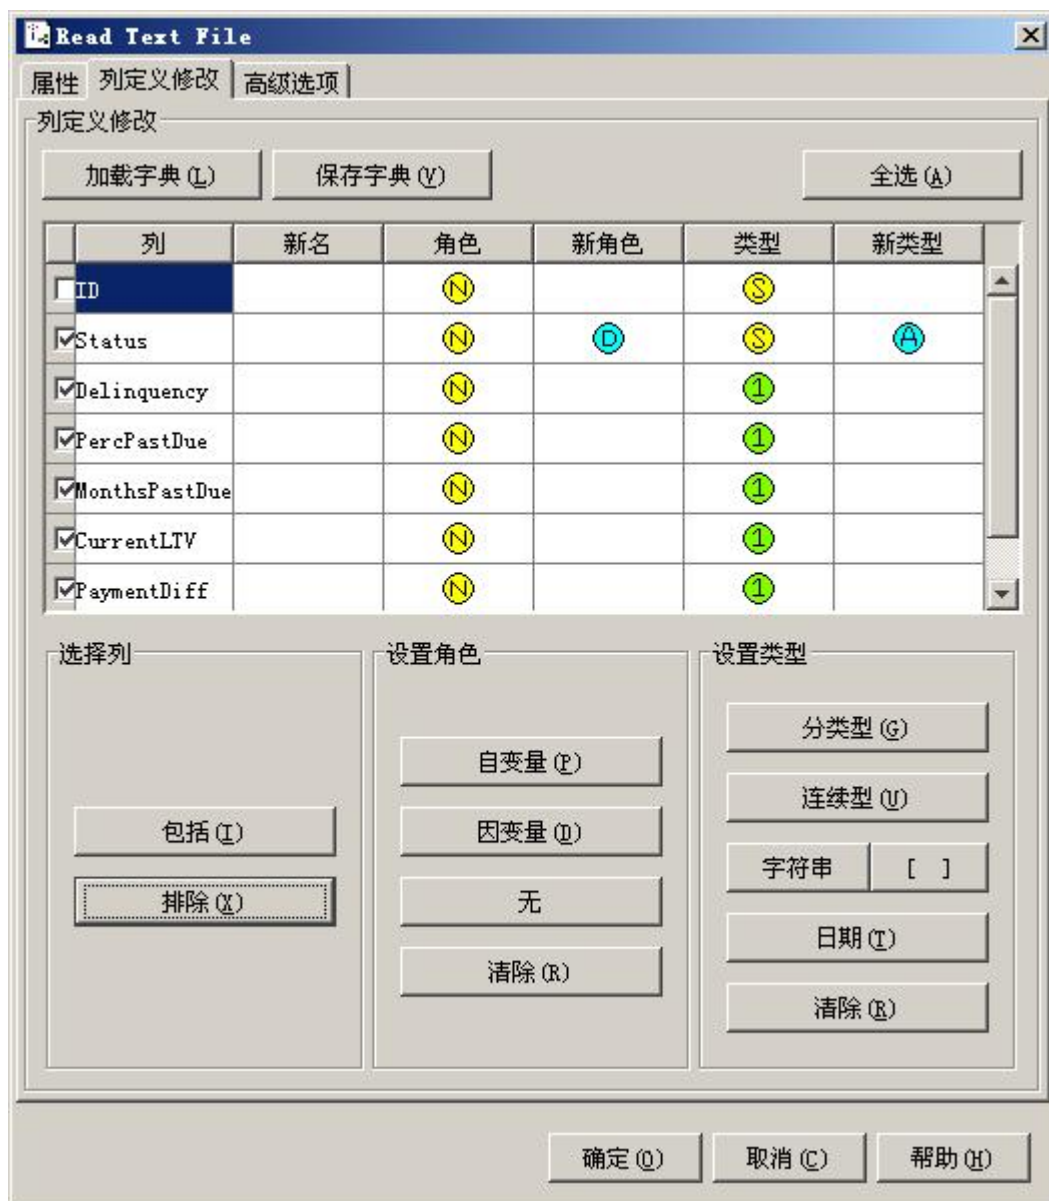 Read Text File
属性 列定义修改 高级选项
列定义修改
加载字典(L) 保存字典(V) 全选(A)
列 新名 角色 新角色 类型 新类型
ID N S
Status N D S A
Delinquency N 1
PercPastDue N 1
MonthsPastDue N 1
CurrentLTV N 1
PaymentDiff N 1
选择列 设置角色 设置类型
分类型(G)
自变量(P)
连续型(U)
包括(I) 因变量(D)
字符串 [ ]
排除(X) 无
日期(T)
清除(R)
清除(R)
确定(O) 取消(C) 帮助(H)